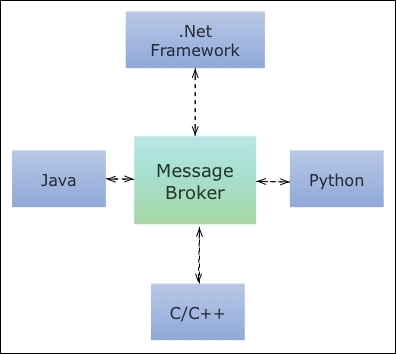 .Net
Framework
Java
Message
Broker
Python
C/C++